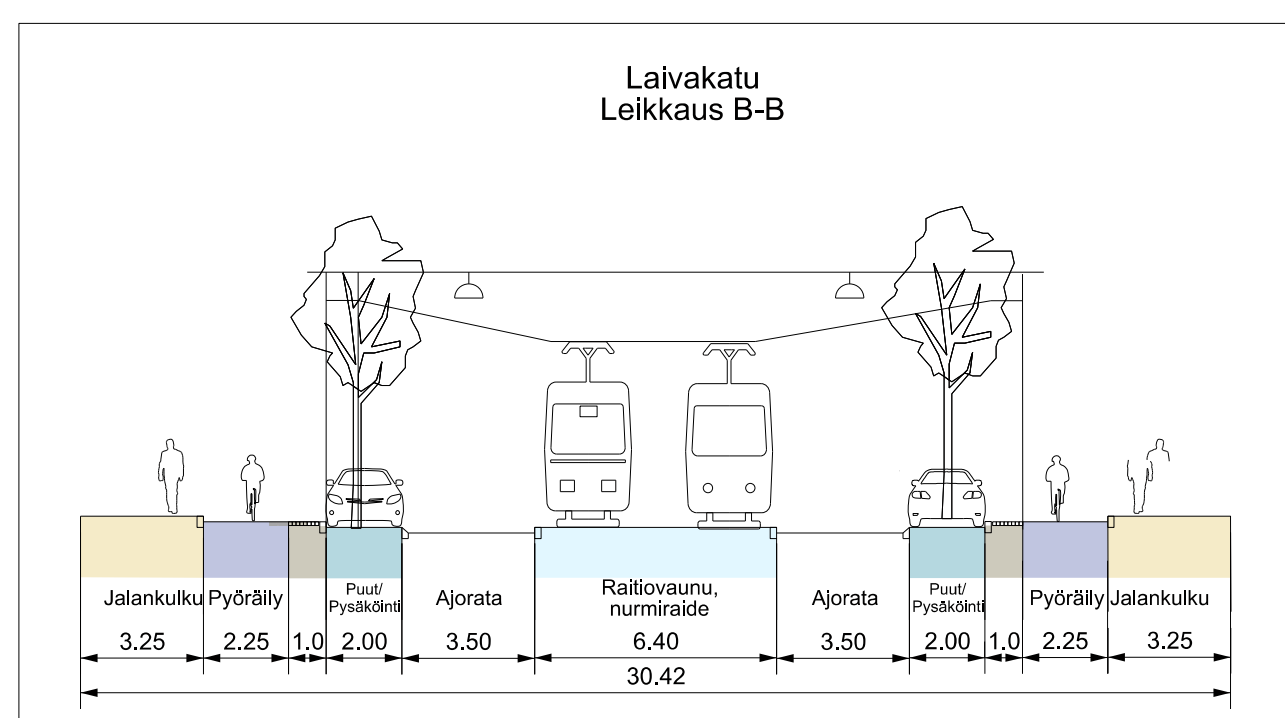 Laivakatu
Leikkaus B-B
Jalankulku Pyöräily Puut/ Pysäköinti Ajorata Raitiovaunu, nurmiraide Ajorata Puut/ Pysäköinti Pyöräily Jalankulku
3.25 2.25 1.0 2.00 3.50 6.40 3.50 2.00 1.0 2.25 3.25
30.42